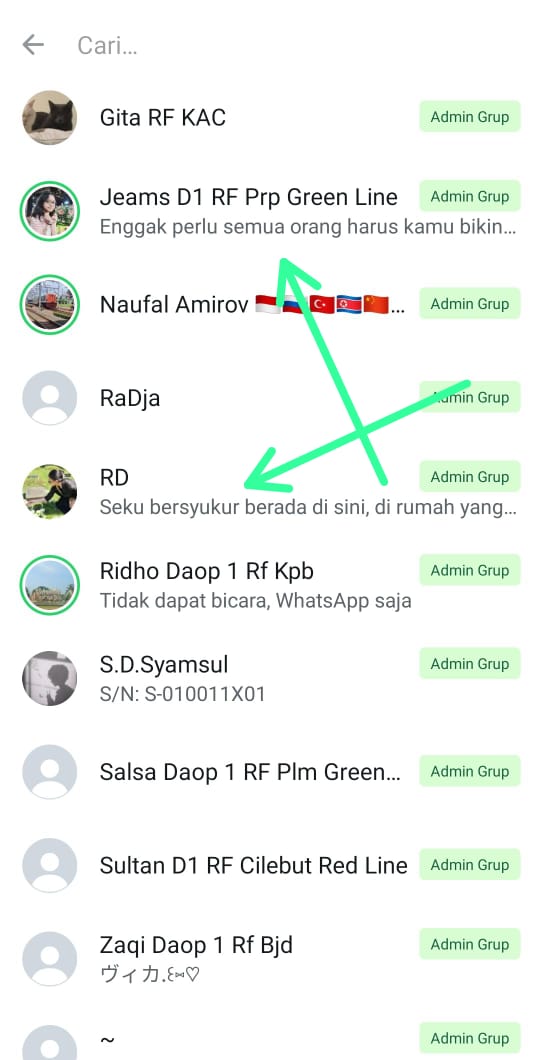 Cari...
Gita RF KAC
Admin Grup
Jeams D1 RF Prp Green Line
Admin Grup
Enggak perlu semua orang harus kamu bikin...
Naufal Amirov 🇮🇩🇷🇺🇹🇷🇰🇵🇨🇳...
Admin Grup
RaDja
Admin Grup
RD
Admin Grup
Seku bersyukur berada di sini, di rumah yang...
Ridho Daop 1 Rf Kpb
Admin Grup
Tidak dapat bicara, WhatsApp saja
S.D.Syamsul
Admin Grup
S/N: S-010011X01
Salsa Daop 1 RF Plm Green...
Admin Grup
Sultan D1 RF Cilebut Red Line
Admin Grup
Zaqi Daop 1 Rf Bjd
Admin Grup
ヴィカ.꒰⑅♡
~
Admin Grup